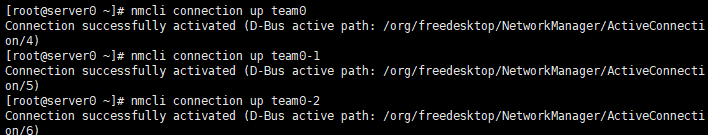 [root@server0 ~]# nmcli connection up team0
Connection successfully activated (D-Bus active path: /org/freedesktop/NetworkManager/ActiveConnecti
on/4)
[root@server0 ~]# nmcli connection up team0-1
Connection successfully activated (D-Bus active path: /org/freedesktop/NetworkManager/ActiveConnecti
on/5)
[root@server0 ~]# nmcli connection up team0-2
Connection successfully activated (D-Bus active path: /org/freedesktop/NetworkManager/ActiveConnecti
on/6)